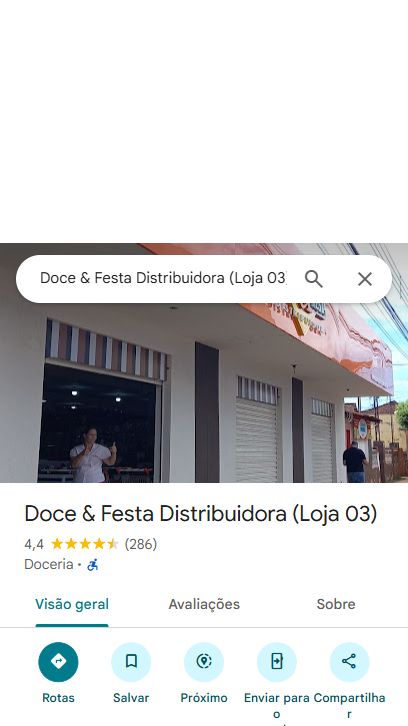 Doce & Festa Distribuidora (Loja 03
Doce & Festa Distribuidora (Loja 03)
4,4 (286)
Doceria ·
Visão geral Avaliações Sobre
Rotas Salvar Próximo Enviar para o Compartilhar